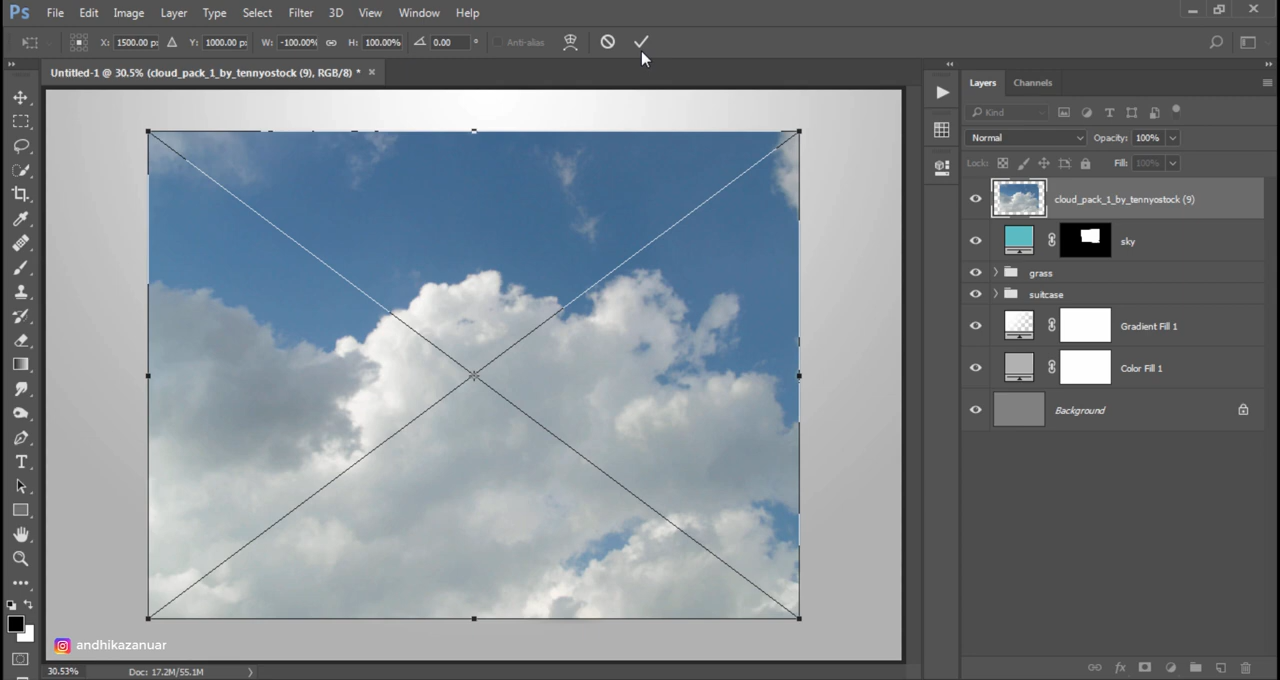 Ps File Edit Image Layer Type Select Filter 3D View Window Help
X: 1500.00 p: Y: 1000.00 p: W: -100.00% H: 100.00% 0.00 ° Anti-alias
Untitled-1 @ 30.5% (cloud_pack_1_by_tennyostock (9), RGB/8) * ×
Layers Channels
Kind
Normal Opacity: 100%
Lock: Fill: 100%
cloud_pack_1_by_tennyostock (9)
sky
grass
suitcase
Gradient Fill 1
Color Fill 1
Background
andhikazanuar
30.53% Doc: 17.2M/55.1M